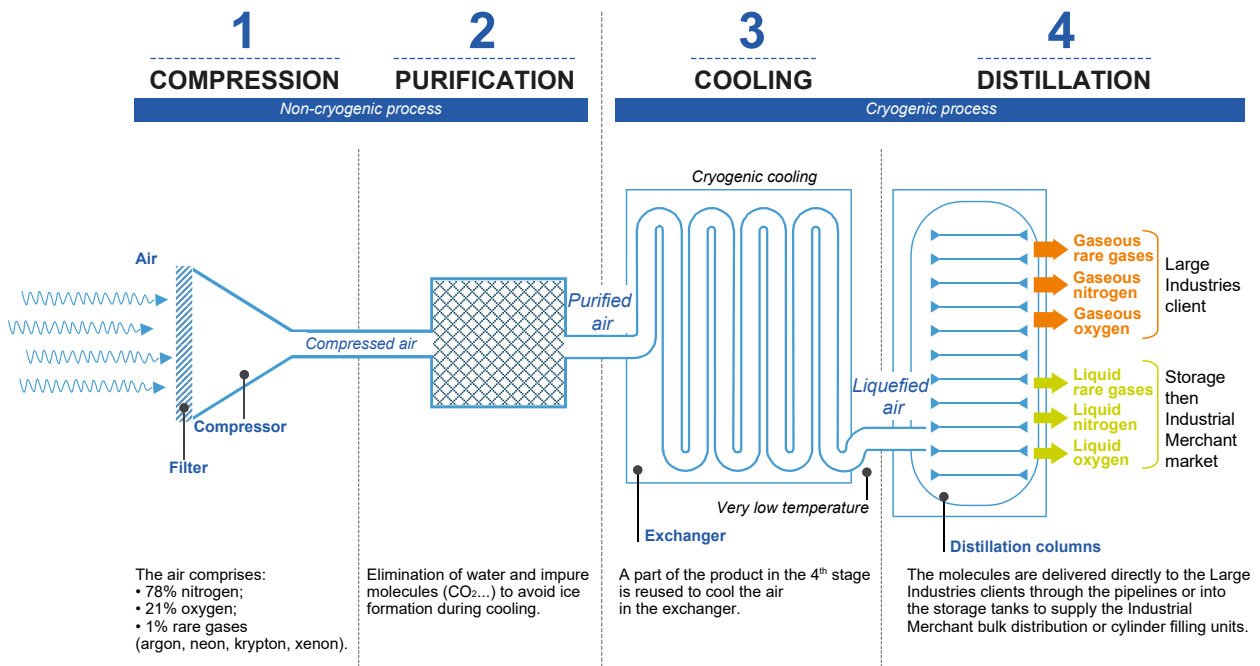 1
COMPRESSION
2
PURIFICATION
3
COOLING
4
DISTILLATION
Non-cryogenic process
Cryogenic process
Air
Filter
Compressor
Compressed air
Purified
air
Cryogenic cooling
Exchanger
Very low temperature
Liquefied
air
Distillation columns
Gaseous
rare gases
Gaseous
nitrogen
Gaseous
oxygen
Large
Industries
client
Liquid
rare gases
Liquid
nitrogen
Liquid
oxygen
Storage
then
Industrial
Merchant
market
The air comprises:
• 78% nitrogen;
• 21% oxygen;
• 1% rare gases
(argon, neon, krypton, xenon).
Elimination of water and impure
molecules (CO₂...) to avoid ice
formation during cooling.
A part of the product in the 4th stage
is reused to cool the air
in the exchanger.
The molecules are delivered directly to the Large
Industries clients through the pipelines or into
the storage tanks to supply the Industrial
Merchant bulk distribution or cylinder filling units.